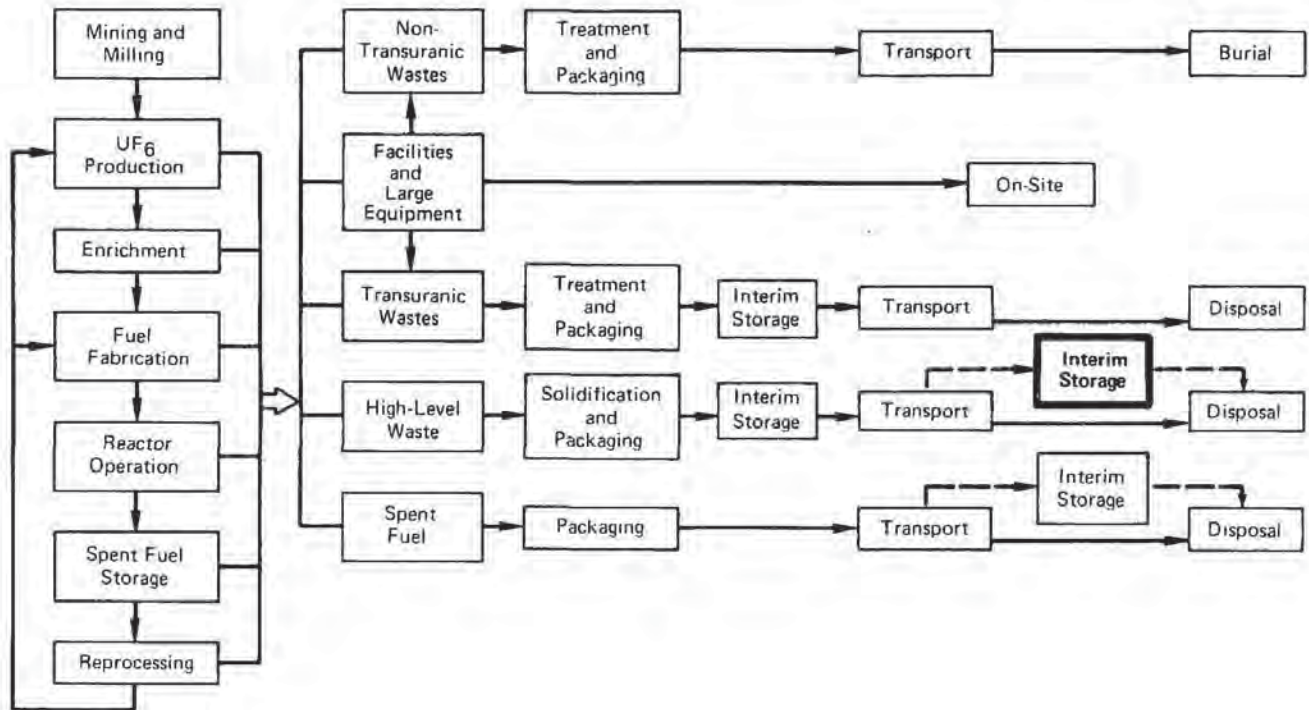 Mining and
Milling
UF6
Production
Enrichment
Fuel
Fabrication
Reactor
Operation
Spent Fuel
Storage
Reprocessing
Non-
Transuranic
Wastes
Treatment
and
Packaging
Transport
Burial
Facilities
and
Large
Equipment
On-Site
Transuranic
Wastes
Treatment
and
Packaging
Interim
Storage
Transport
Disposal
High-Level
Waste
Solidification
and
Packaging
Interim
Storage
Transport
Interim
Storage
Disposal
Spent
Fuel
Packaging
Transport
Interim
Storage
Disposal